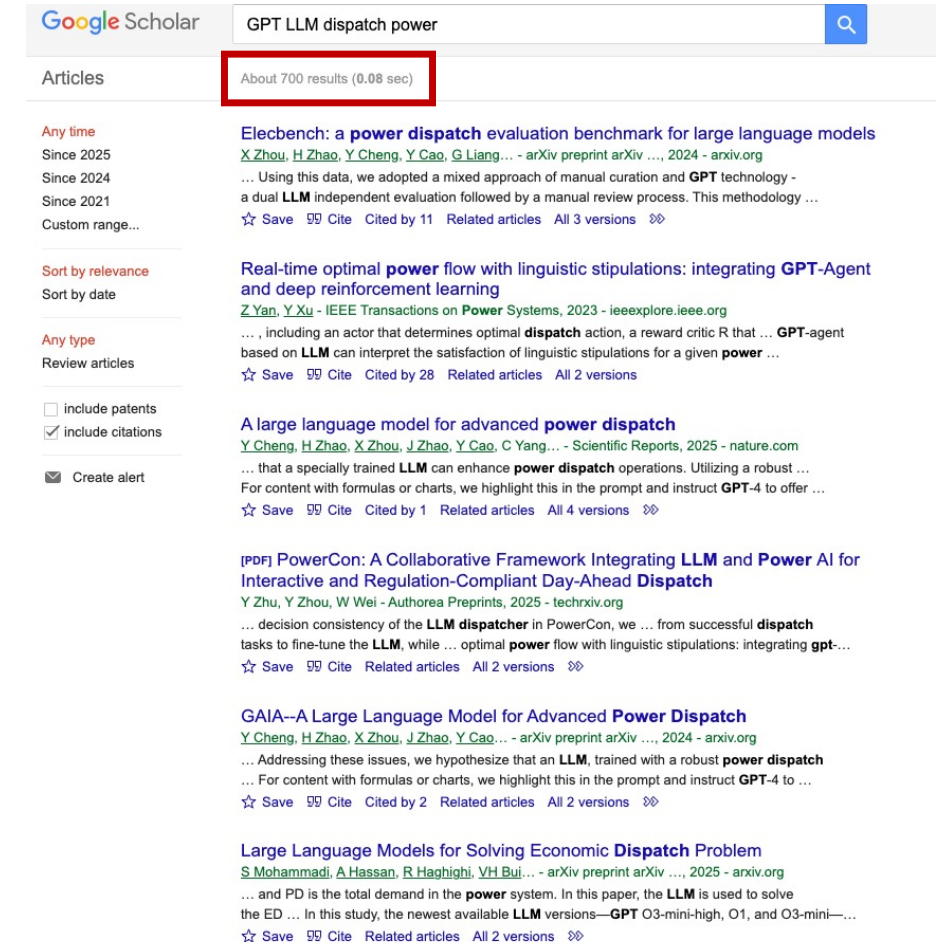 Google Scholar
GPT LLM dispatch power
Articles
About 700 results (0.08 sec)
Any time
Since 2025
Since 2024
Since 2021
Custom range...
Sort by relevance
Sort by date
Any type
Review articles
include patents
include citations
Create alert
Elecbench: a power dispatch evaluation benchmark for large language models
X Zhou, H Zhao, Y Cheng, Y Cao, G Liang… - arXiv preprint arXiv …, 2024 - arxiv.org
… Using this data, we adopted a mixed approach of manual curation and GPT technology -
a dual LLM independent evaluation followed by a manual review process. This methodology …
Save Cite Cited by 11 Related articles All 3 versions
Real-time optimal power flow with linguistic stipulations: integrating GPT-Agent
and deep reinforcement learning
Z Yan, Y Xu - IEEE Transactions on Power Systems, 2023 - ieeexplore.ieee.org
… , including an actor that determines optimal dispatch action, a reward critic R that … GPT-agent
based on LLM can interpret the satisfaction of linguistic stipulations for a given power …
Save Cite Cited by 28 Related articles All 2 versions
A large language model for advanced power dispatch
Y Cheng, H Zhao, X Zhou, J Zhao, Y Cao, C Yang… - Scientific Reports, 2025 - nature.com
… that a specially trained LLM can enhance power dispatch operations. Utilizing a robust …
For content with formulas or charts, we highlight this in the prompt and instruct GPT-4 to offer …
Save Cite Cited by 1 Related articles All 4 versions
[PDF] PowerCon: A Collaborative Framework Integrating LLM and Power AI for
Interactive and Regulation-Compliant Day-Ahead Dispatch
Y Zhu, Y Zhou, W Wei - Authorea Preprints, 2025 - techrxiv.org
… decision consistency of the LLM dispatcher in PowerCon, we … from successful dispatch
tasks to fine-tune the LLM, while … optimal power flow with linguistic stipulations: integrating gpt-…
Save Cite Related articles All 2 versions
GAIA--A Large Language Model for Advanced Power Dispatch
Y Cheng, H Zhao, X Zhou, J Zhao, Y Cao… - arXiv preprint arXiv …, 2024 - arxiv.org
… Addressing these issues, we hypothesize that an LLM, trained with a robust power dispatch
… For content with formulas or charts, we highlight this in the prompt and instruct GPT-4 to …
Save Cite Cited by 2 Related articles All 2 versions
Large Language Models for Solving Economic Dispatch Problem
S Mohammadi, A Hassan, R Haghighi, VH Bui… - arXiv preprint arXiv …, 2025 - arxiv.org
… and PD is the total demand in the power system. In this paper, the LLM is used to solve
the ED … In this study, the newest available LLM versions—GPT O3-mini-high, O1, and O3-mini—…
Save Cite Related articles All 2 versions